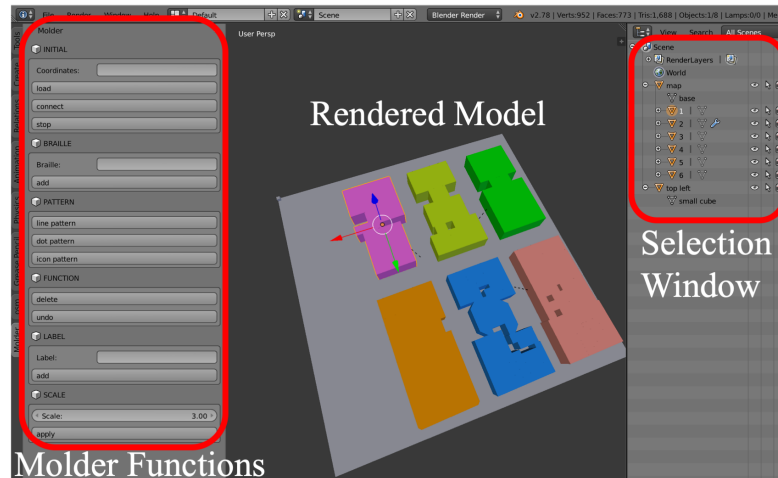 File Render Window Help Default Scene Blender Render v2.78 | Verts:952 | Faces:773 | Tris:1,688 | Objects:1/8 | Lamps:0/0 |
Tools
Create
Relations
Animation
Physics
Grease Pencil
osm
Molder
Molder
INITIAL
Coordinates:
load
connect
stop
BRAILLE
Braille:
add
PATTERN
line pattern
dot pattern
icon pattern
FUNCTION
delete
undo
LABEL
Label:
add
SCALE
Scale: 3.00
apply
Molder Functions
User Persp
Rendered Model
View Search All Scenes
Scene
RenderLayers |
World
map
base
1 |
2 |
3 |
4 |
5 |
6 |
top left
small cube
Selection
Window